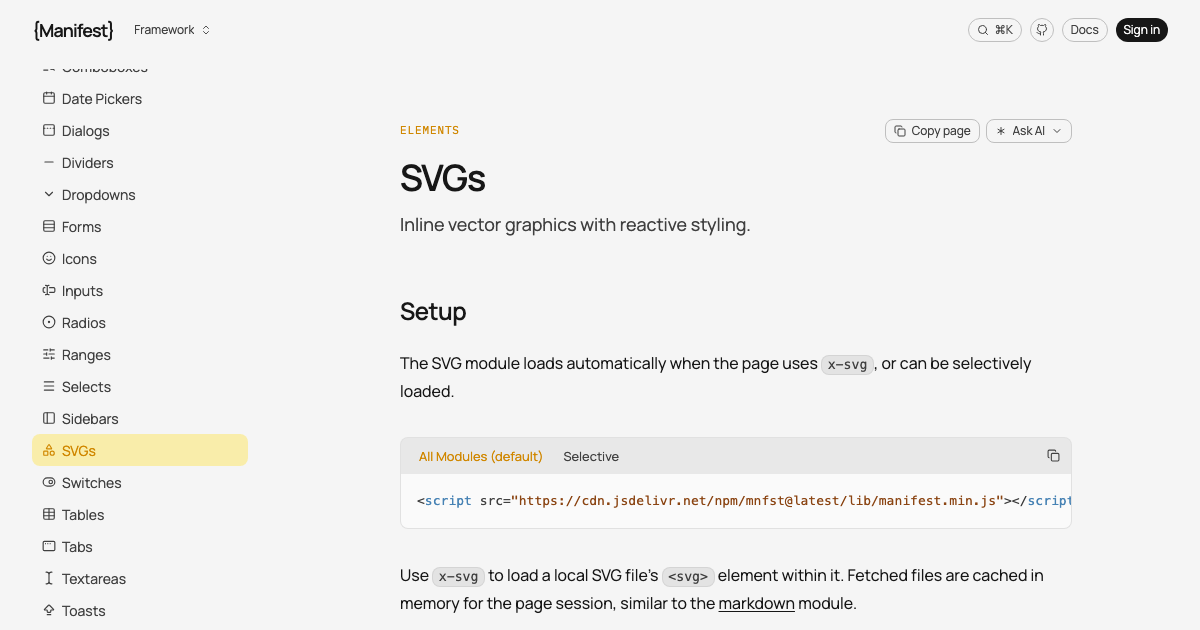 {Manifest}
Framework
⌘K
Docs
Sign in
Comboboxes
Date Pickers
Dialogs
Dividers
Dropdowns
Forms
Icons
Inputs
Radios
Ranges
Selects
Sidebars
SVGs
Switches
Tables
Tabs
Textareas
Toasts
ELEMENTS
Copy page
Ask AI
SVGs
Inline vector graphics with reactive styling.
Setup
The SVG module loads automatically when the page uses x-svg, or can be selectively
loaded.
All Modules (default)
Selective
<script src="https://cdn.jsdelivr.net/npm/mnfst@latest/lib/manifest.min.js"></script
Use x-svg to load a local SVG file's <svg> element within it. Fetched files are cached in
memory for the page session, similar to the markdown module.